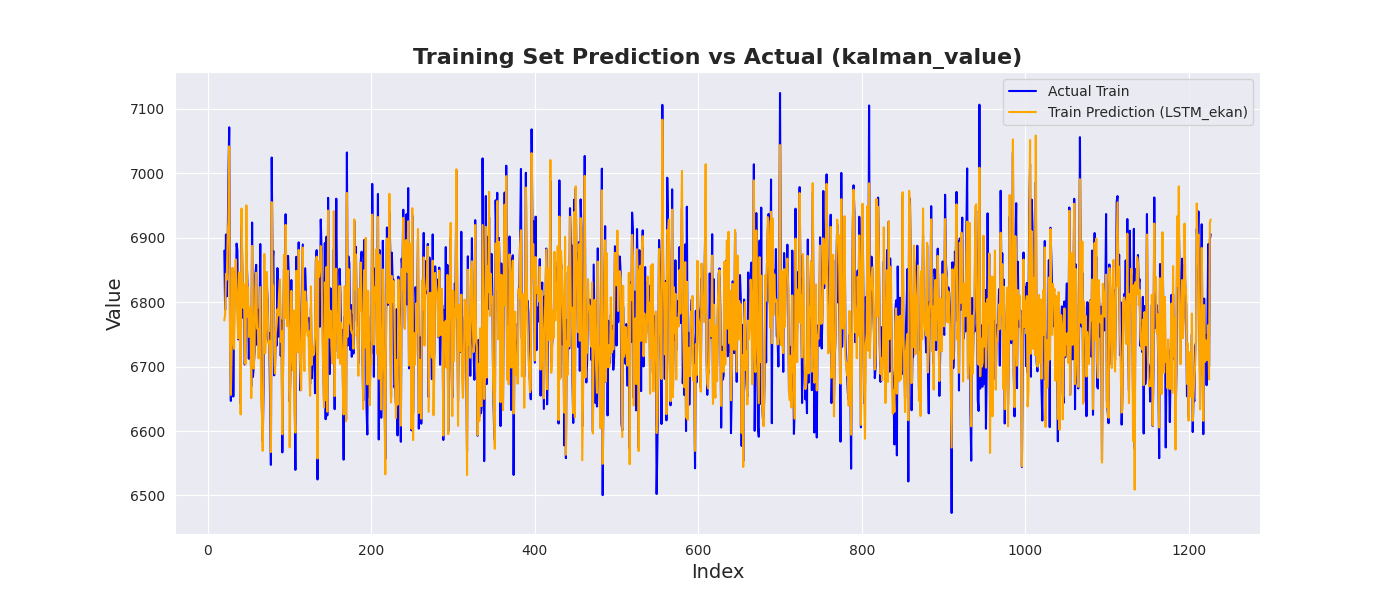 Training Set Prediction vs Actual (kalman_value)
Actual Train
Train Prediction (LSTM_ekan)
Value
7100
7000
6900
6800
6700
6600
6500
0 200 400 600 800 1000 1200
Index